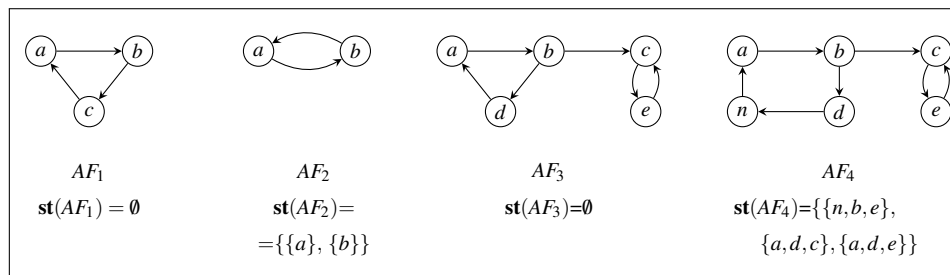 a b a b a b c a b c
c d e n d e
AF₁ AF₂ AF₃ AF₄
st(AF₁) = ∅ st(AF₂)= st(AF₃)=∅ st(AF₄)={{n,b,e},
={{a}, {b}} {a,d,c},{a,d,e}}